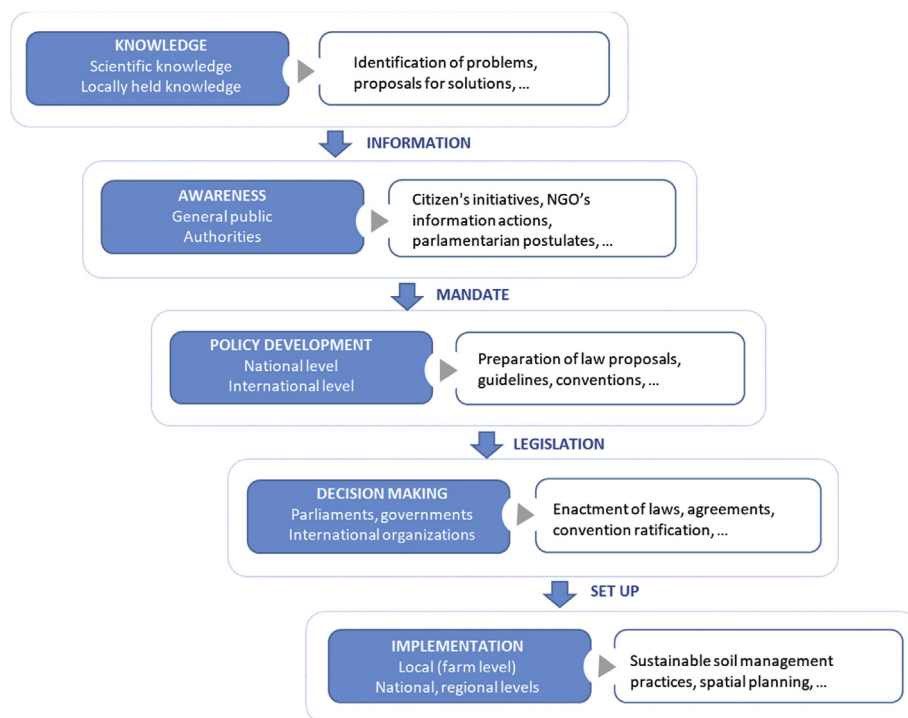 KNOWLEDGE
Scientific knowledge
Locally held knowledge
Identification of problems,
proposals for solutions, ...
INFORMATION
AWARENESS
General public
Authorities
Citizen's initiatives, NGO's
information actions,
parlamentarian postulates, ...
MANDATE
POLICY DEVELOPMENT
National level
International level
Preparation of law proposals,
guidelines, conventions, ...
LEGISLATION
DECISION MAKING
Parliaments, governments
International organizations
Enactment of laws, agreements,
convention ratification, ...
SET UP
IMPLEMENTATION
Local (farm level)
National, regional levels
Sustainable soil management
practices, spatial planning, ...